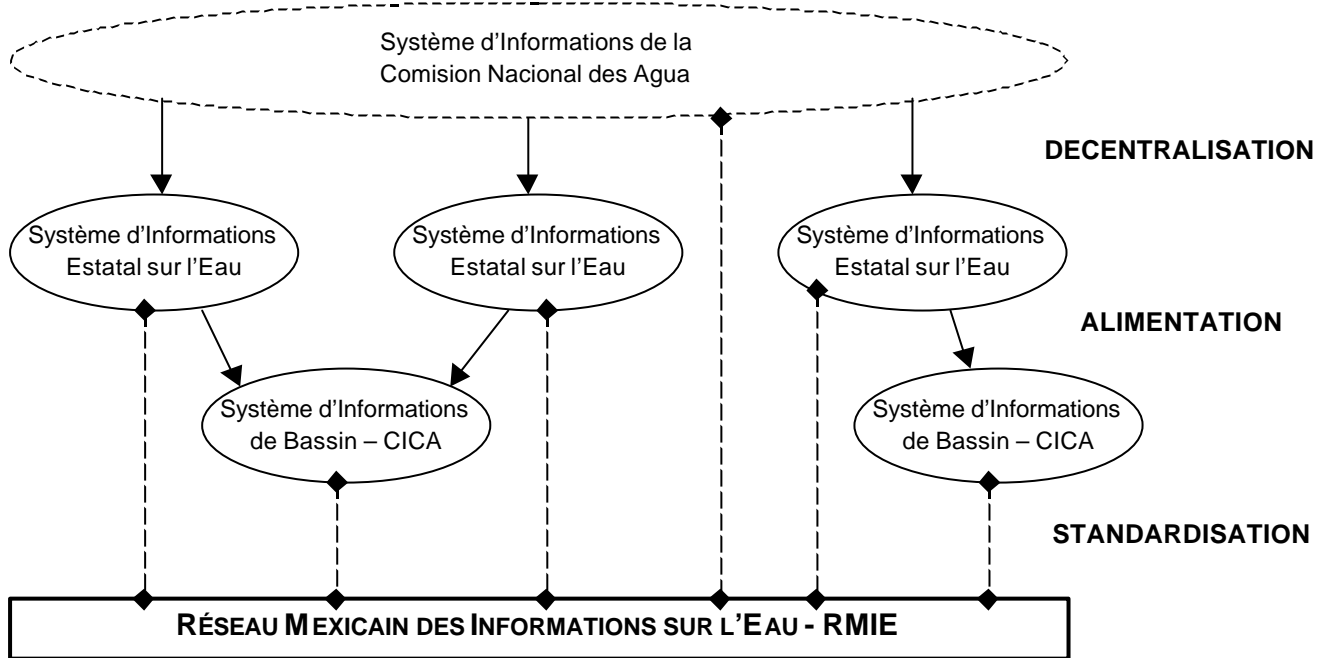 Système d'Informations de la
Comision Nacional des Agua
DECENTRALISATION
Système d'Informations
Estatal sur l'Eau
Système d'Informations
Estatal sur l'Eau
Système d'Informations
Estatal sur l'Eau
ALIMENTATION
Système d'Informations
de Bassin – CICA
Système d'Informations
de Bassin – CICA
STANDARDISATION
RÉSEAU MEXICAIN DES INFORMATIONS SUR L'EAU - RMIE